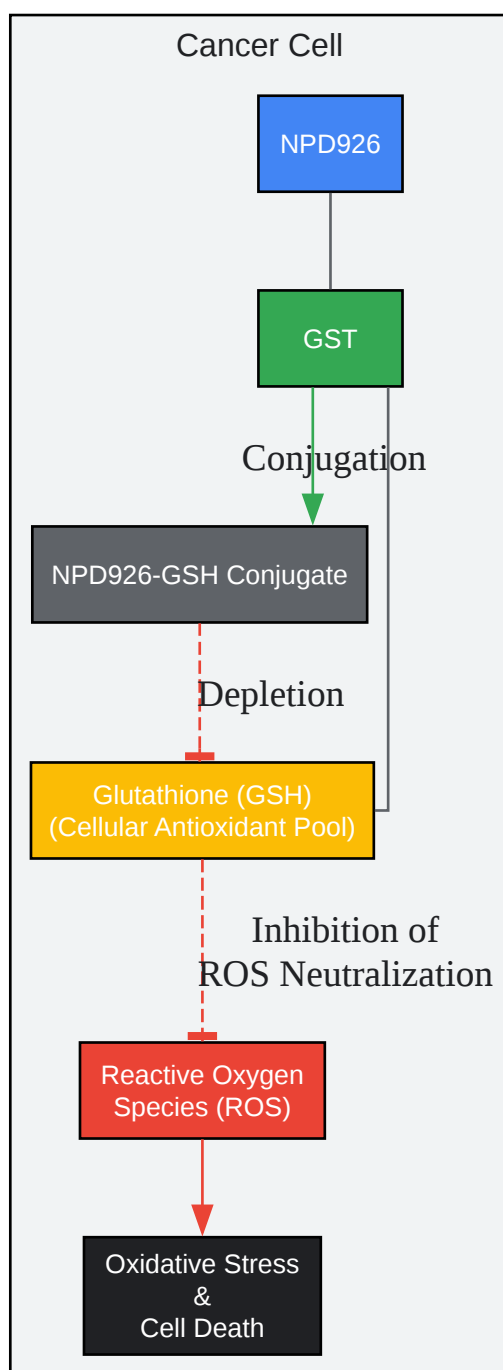 Cancer Cell
NPD926
GST
Conjugation
NPD926-GSH Conjugate
Depletion
Glutathione (GSH)
(Cellular Antioxidant Pool)
Inhibition of
ROS Neutralization
Reactive Oxygen
Species (ROS)
Oxidative Stress
&
Cell Death